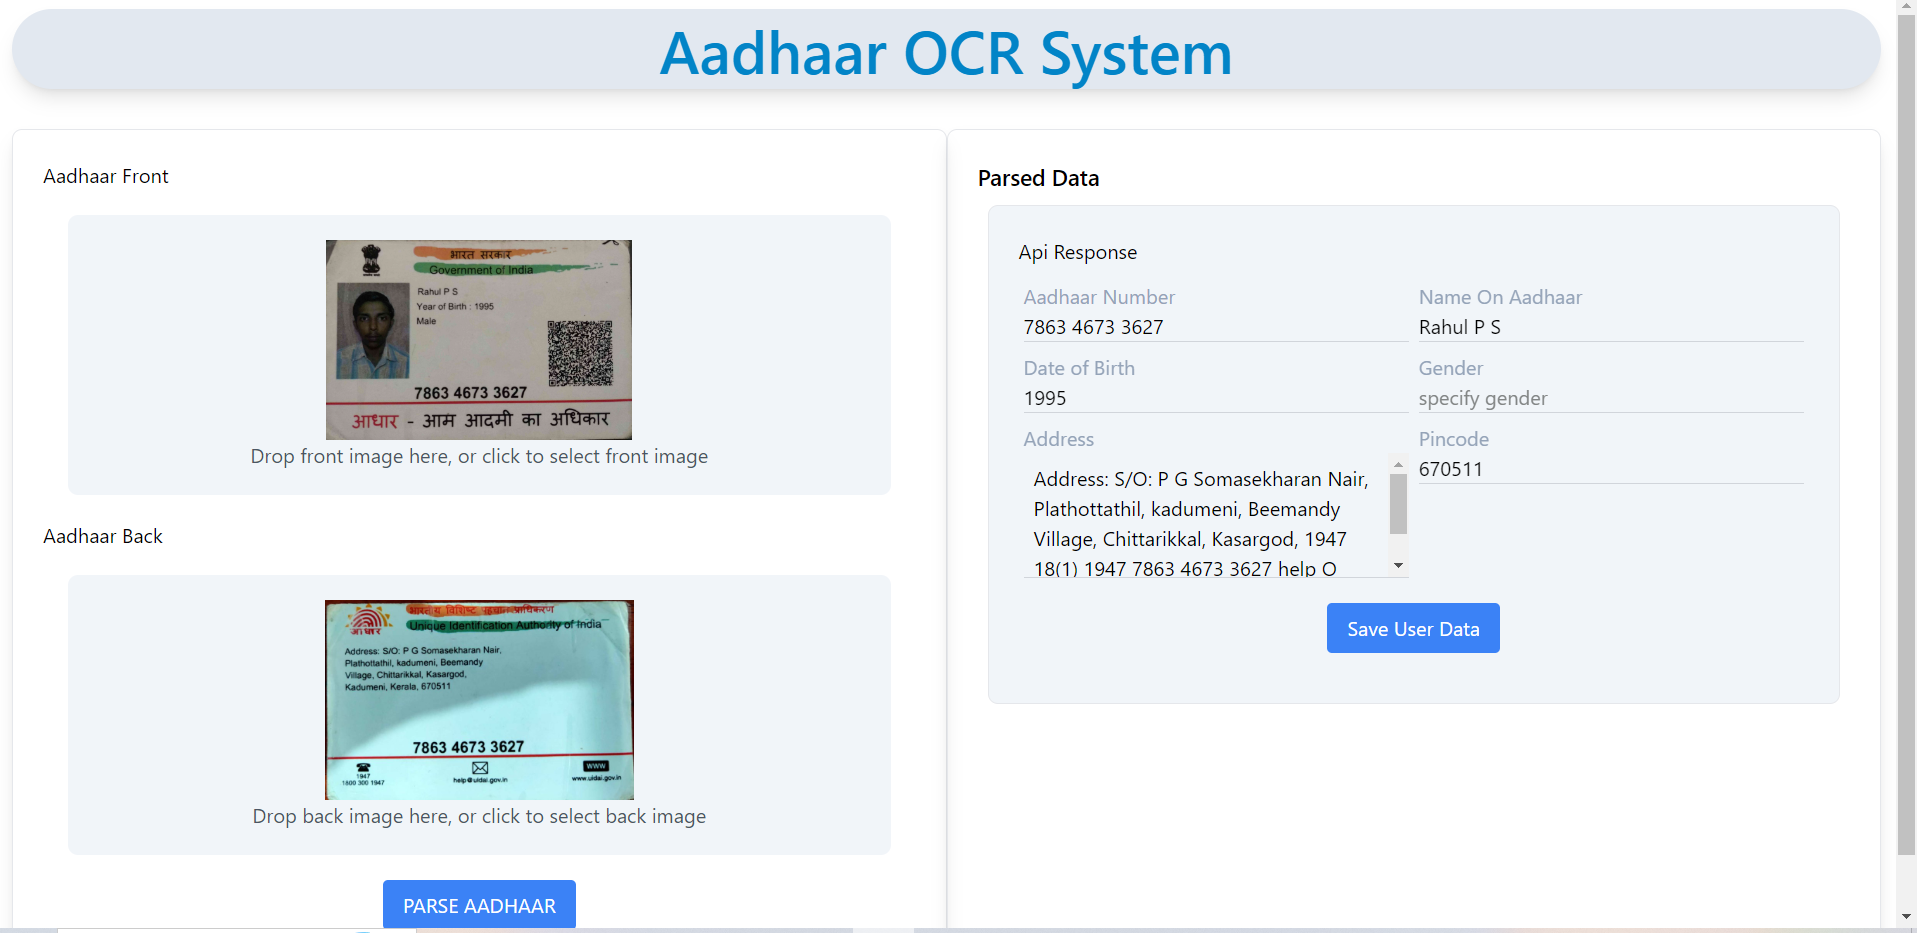 Aadhaar OCR System
Aadhaar Front
भारत सरकार
Government of India
Rahul P S
Year of Birth : 1995
Male
7863 4673 3627
आधार - आम आदमी का अधिकार
Drop front image here, or click to select front image
Aadhaar Back
भारतीय विशिष्ट पहचान प्राधिकरण
Unique Identification Authority of India
आधार
Address: S/O: P G Somasekharan Nair,
Plathottathil, kadumeni, Beemandy
Village, Chittarikkal, Kasargod,
Kadumeni, Kerala, 670511
7863 4673 3627
1947
1800 300 1947
help@uidai.gov.in
WWW
www.uidai.gov.in
Drop back image here, or click to select back image
PARSE AADHAAR
Parsed Data
Api Response
Aadhaar Number
7863 4673 3627
Name On Aadhaar
Rahul P S
Date of Birth
1995
Gender
specify gender
Address
Address: S/O: P G Somasekharan Nair,
Plathottathil, kadumeni, Beemandy
Village, Chittarikkal, Kasargod, 1947
18(1) 1947 7863 4673 3627 help O
Pincode
670511
Save User Data